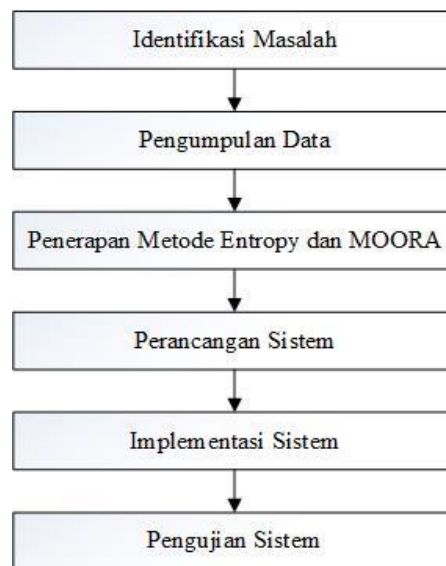 Identifikasi Masalah
Pengumpulan Data
Penerapan Metode Entropy dan MOORA
Perancangan Sistem
Implementasi Sistem
Pengujian Sistem